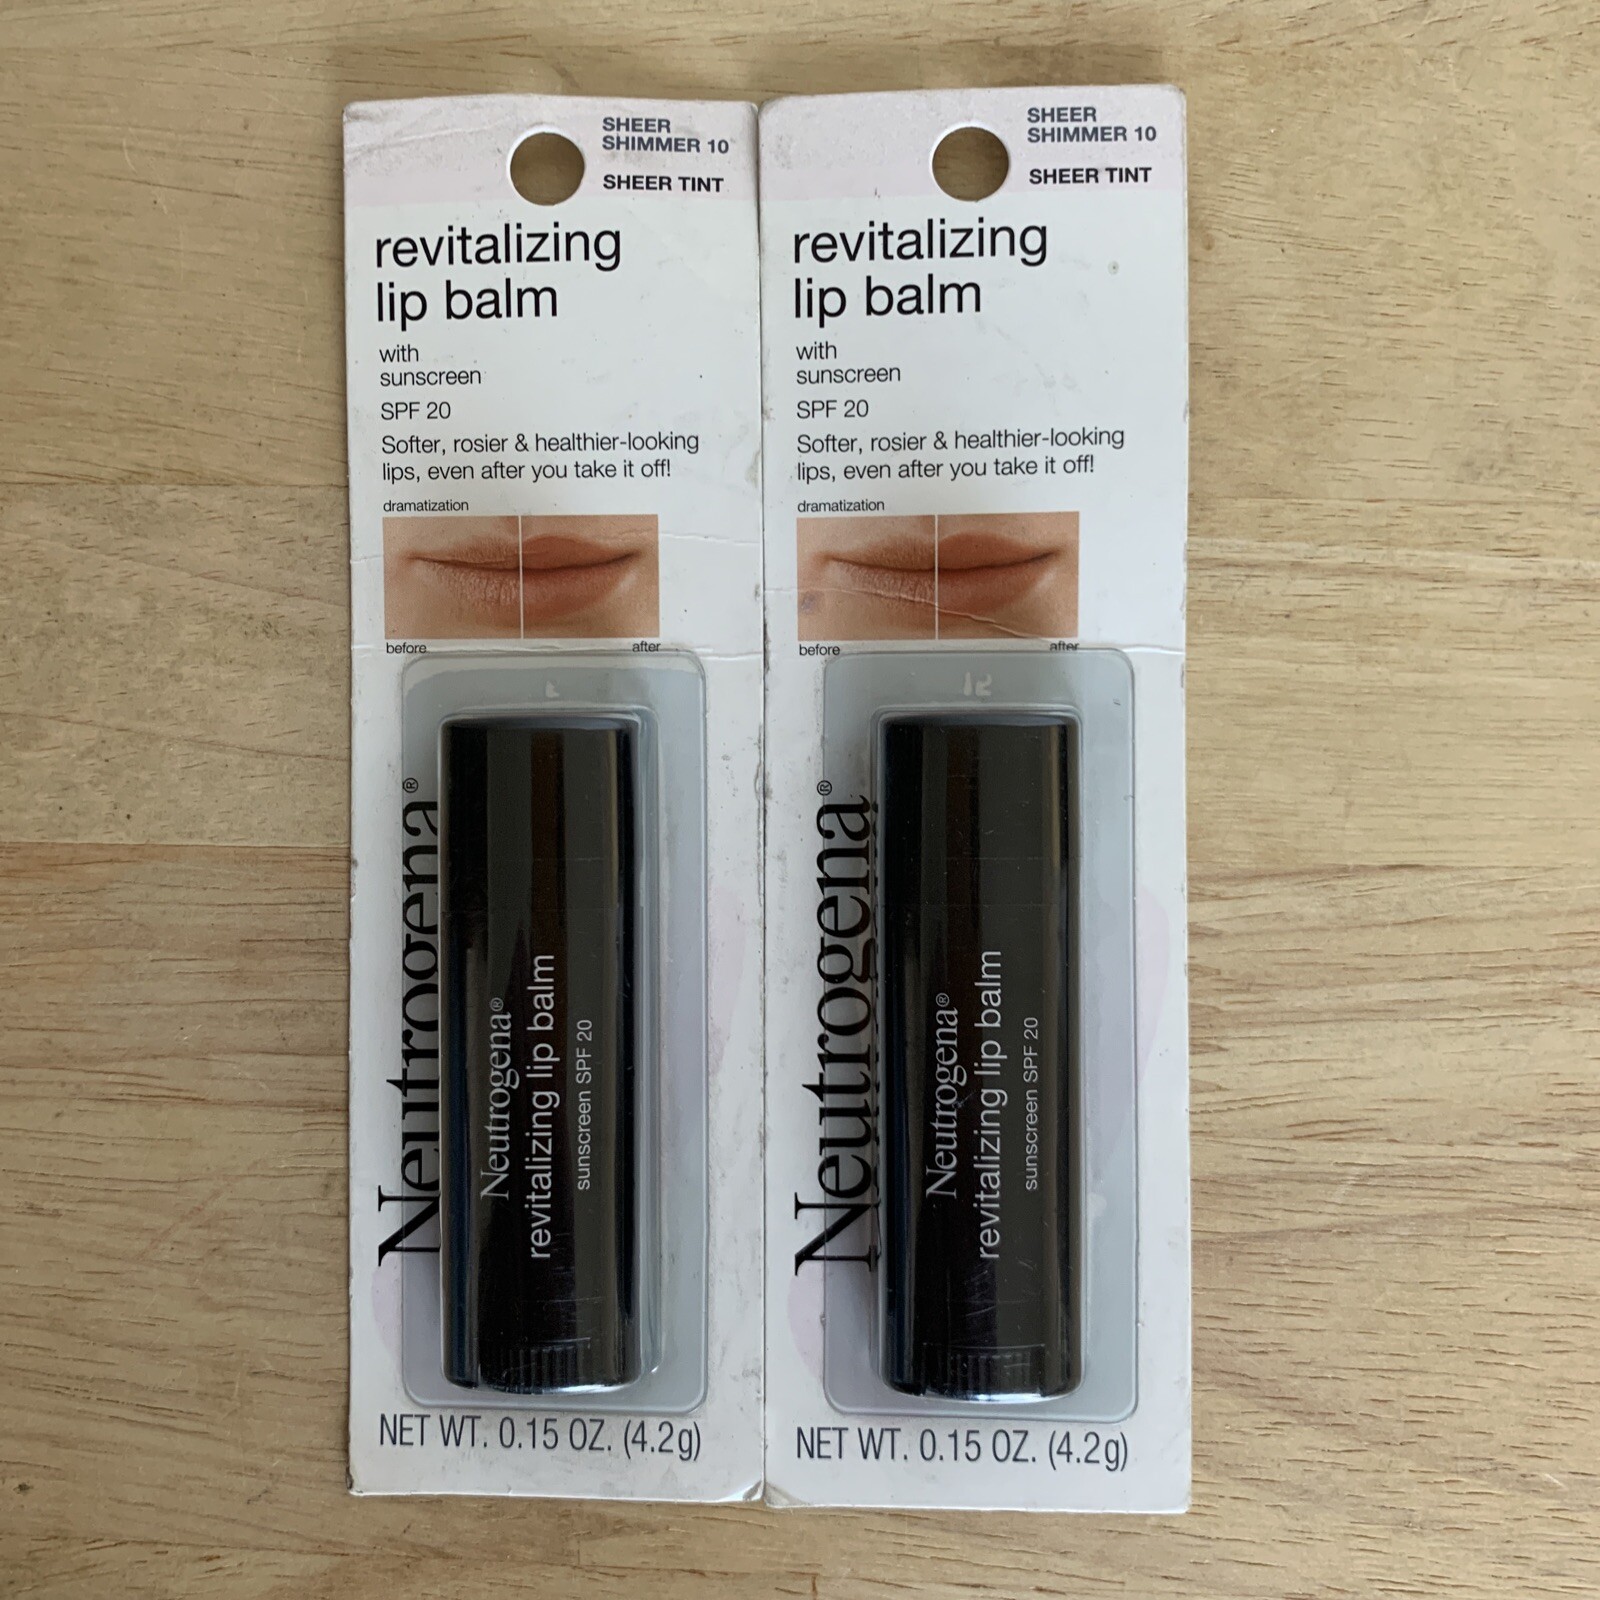 SHEER
SHIMMER 10
SHEER TINT
revitalizing
lip balm
with
sunscreen
SPF 20
Softer, rosier & healthier-looking
lips, even after you take it off!
dramatization
before after
Neutrogena®
Neutrogena®
revitalizing lip balm
sunscreen SPF 20
NET WT. 0.15 OZ. (4.2g)
SHEER
SHIMMER 10
SHEER TINT
revitalizing
lip balm
with
sunscreen
SPF 20
Softer, rosier & healthier-looking
lips, even after you take it off!
dramatization
before after
Neutrogena®
Neutrogena®
revitalizing lip balm
sunscreen SPF 20
NET WT. 0.15 OZ. (4.2g)